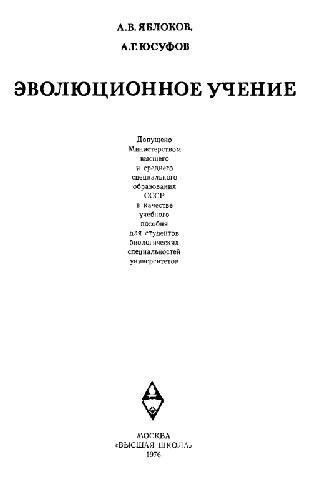 А. В. ЯБЛОКОВ,
А. Г. ЮСУФОВ
ЭВОЛЮЦИОННОЕ УЧЕНИЕ
Допущено
Министерством
высшего
и среднего
специального
образования
СССР
в качестве
учебного
пособия
для студентов
биологических
специальностей
университетов
МОСКВА
«ВЫСШАЯ ШКОЛА»
1976